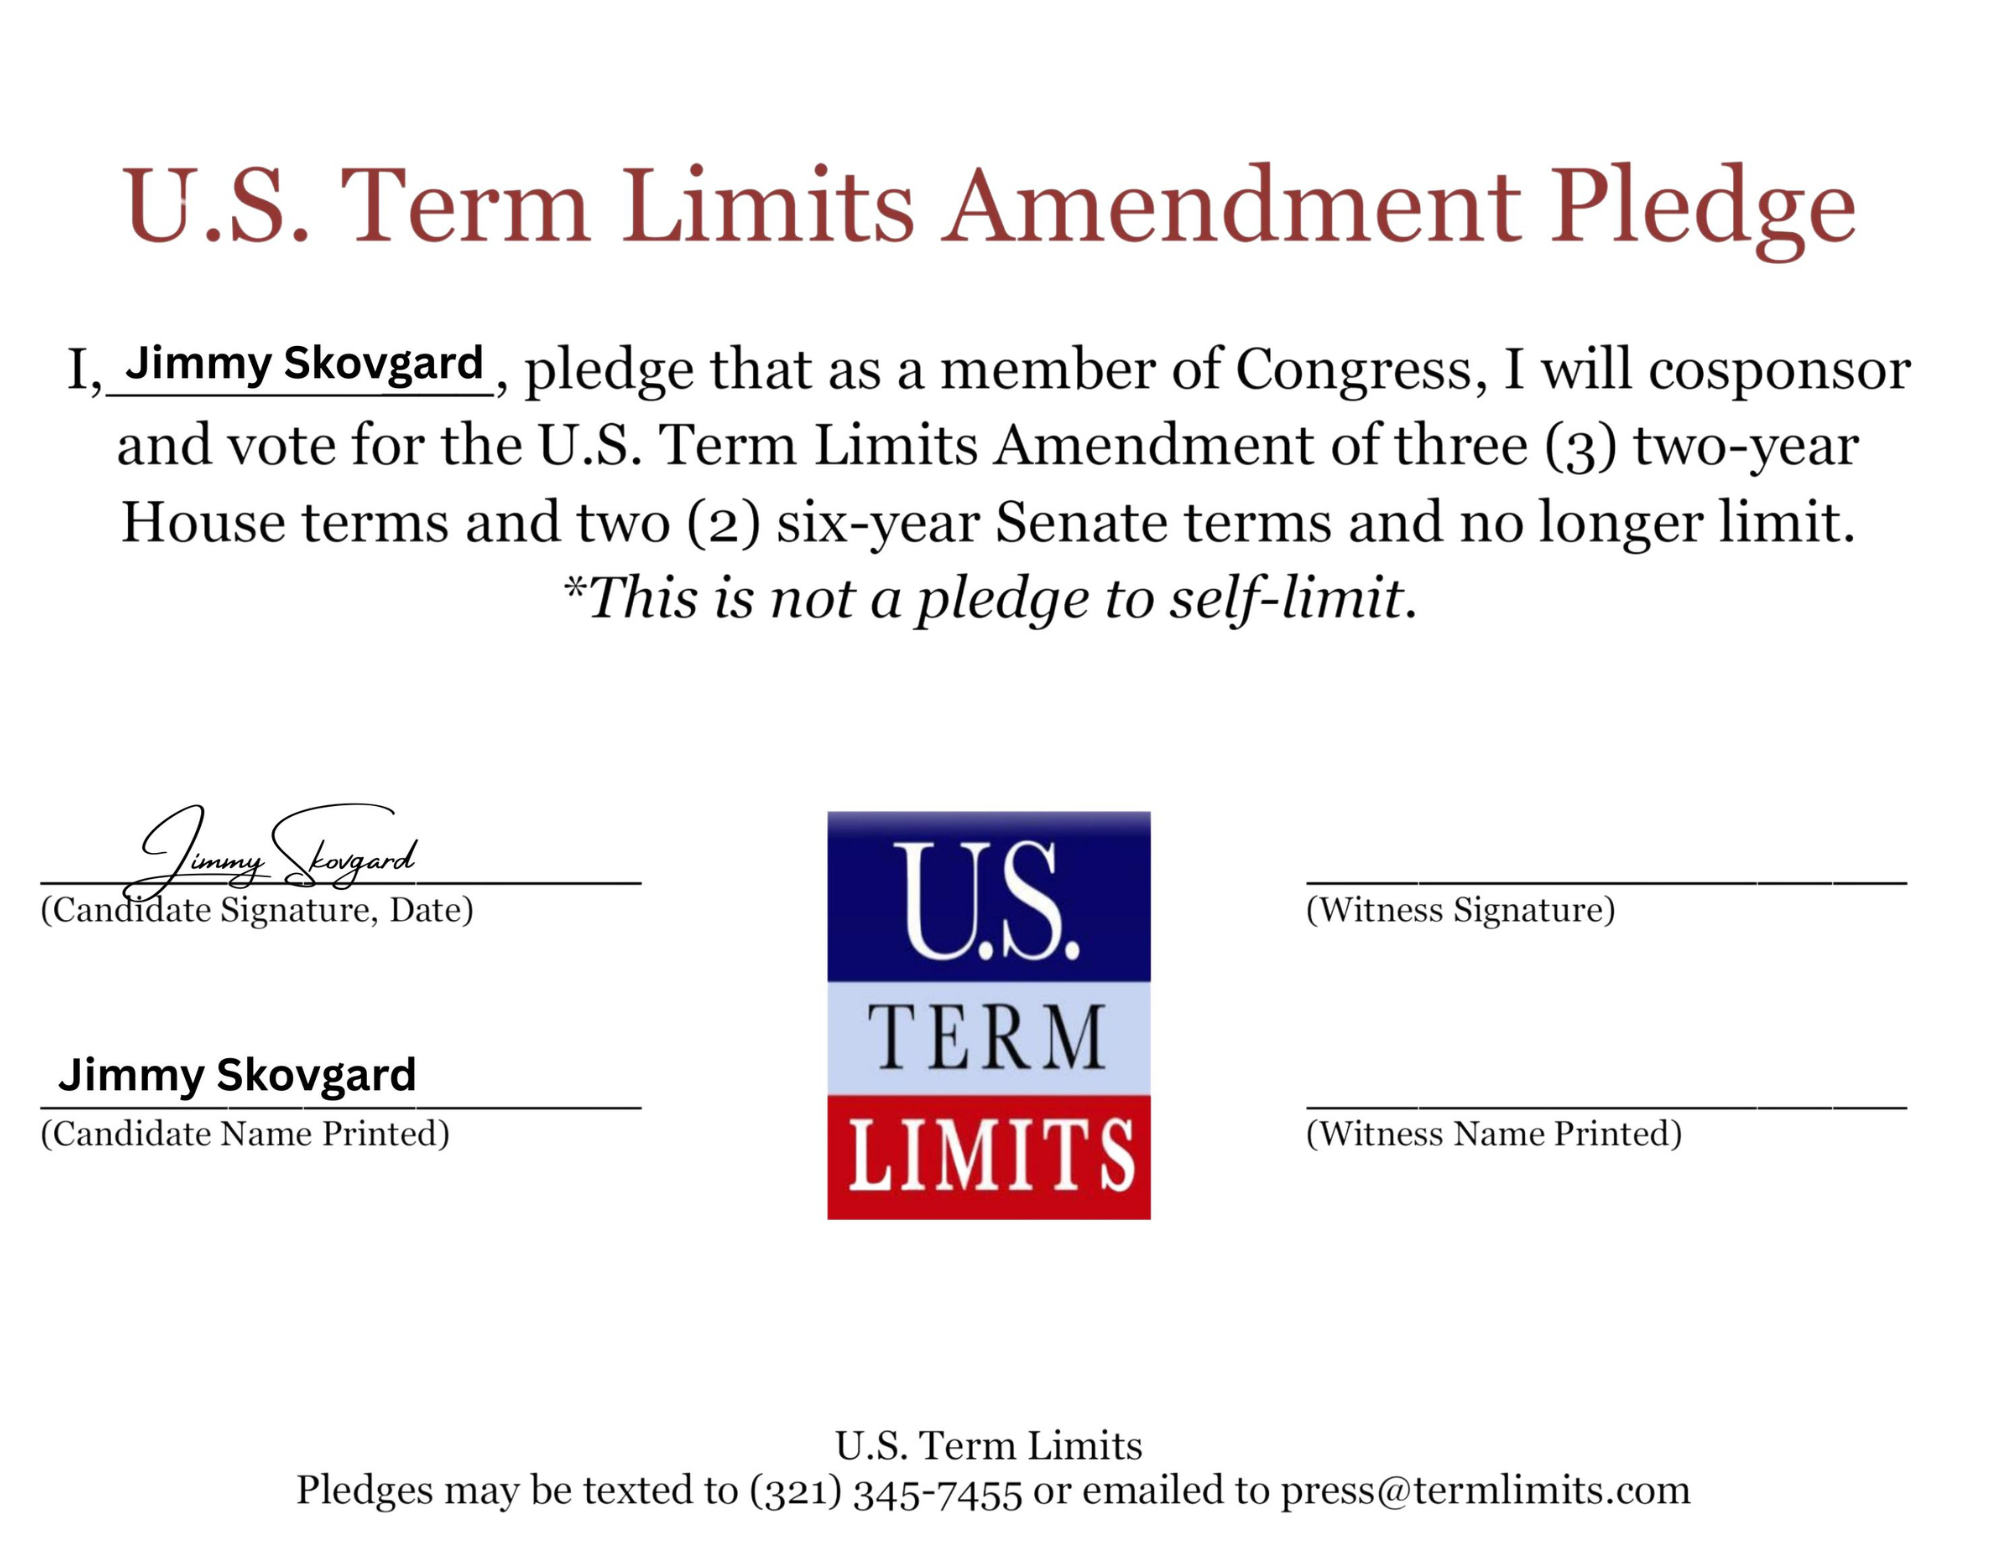 U.S. Term Limits Amendment Pledge
I, Jimmy Skovgard, pledge that as a member of Congress, I will cosponsor
and vote for the U.S. Term Limits Amendment of three (3) two-year
House terms and two (2) six-year Senate terms and no longer limit.
*This is not a pledge to self-limit.
Jimmy Skovgard
(Candidate Signature, Date)
Jimmy Skovgard
(Candidate Name Printed)
U.S.
TERM
LIMITS
(Witness Signature)
(Witness Name Printed)
U.S. Term Limits
Pledges may be texted to (321) 345-7455 or emailed to press@termlimits.com